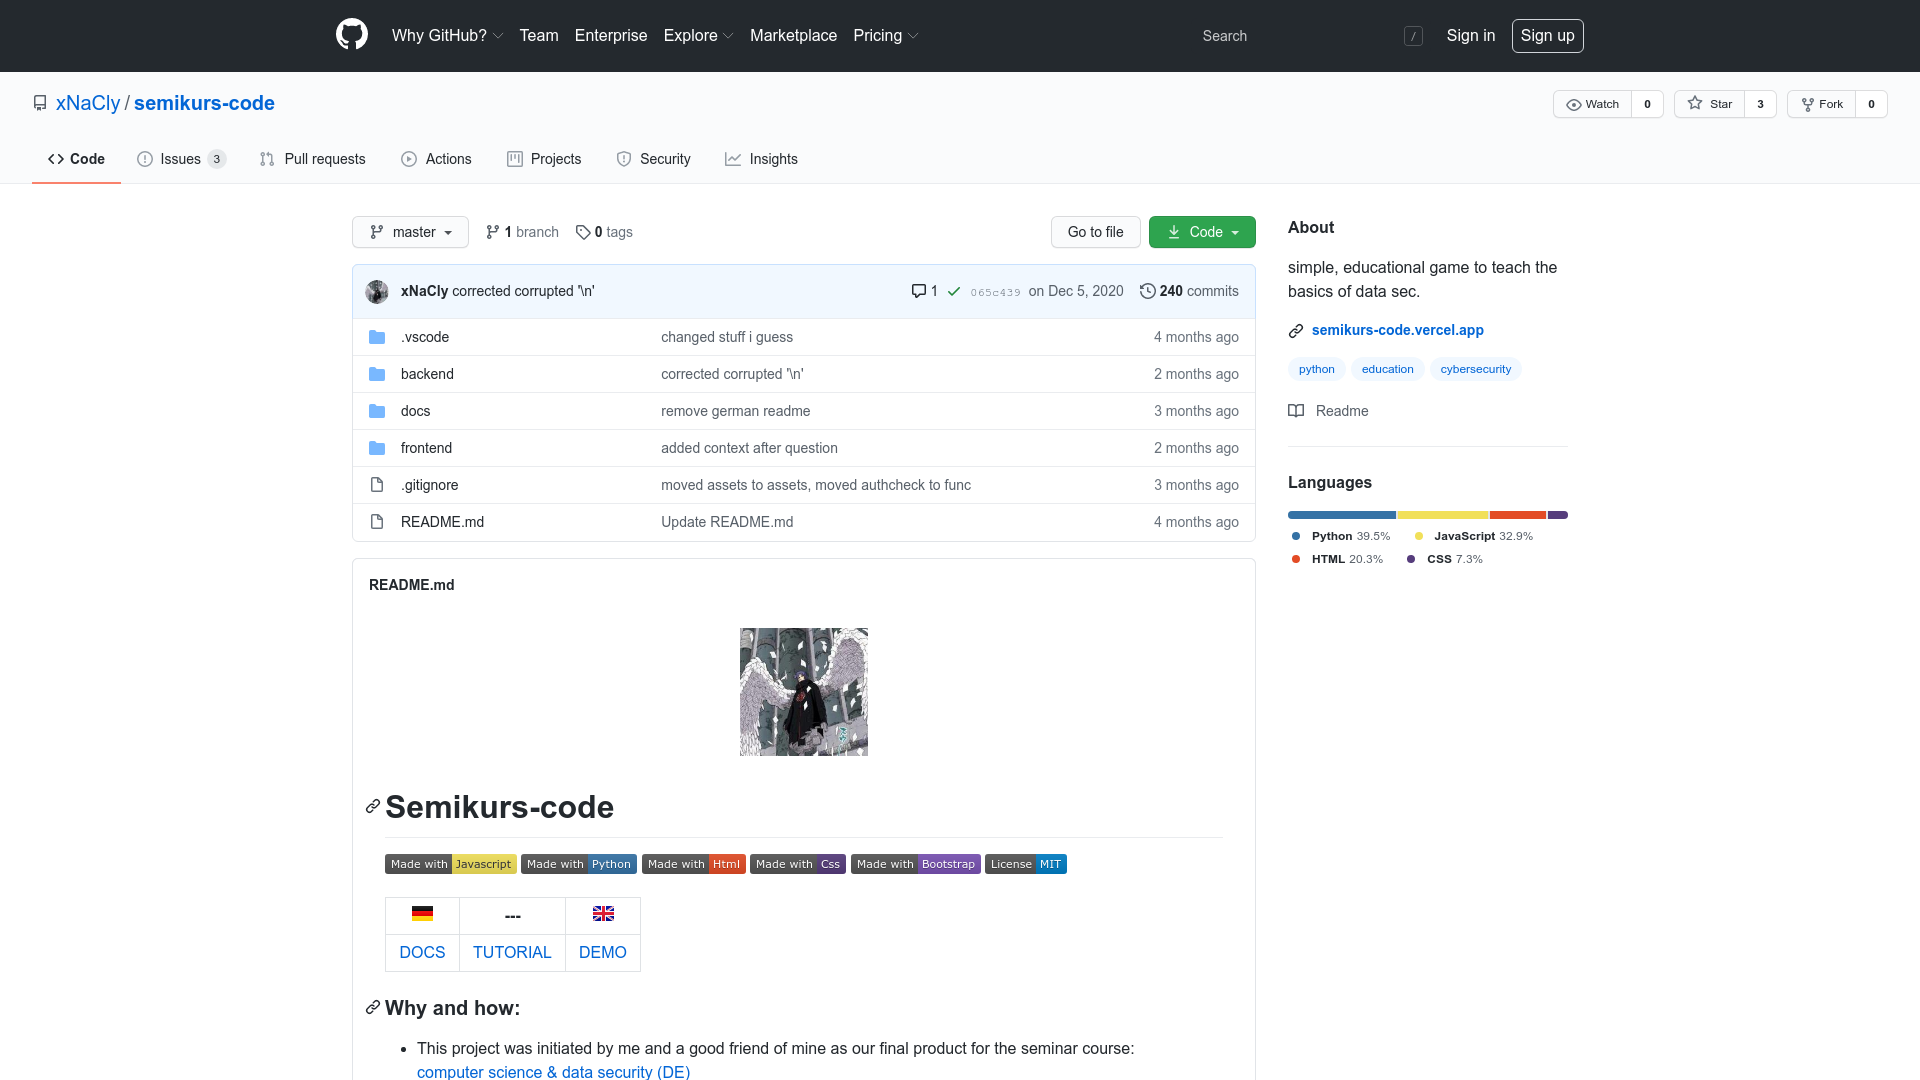 Why GitHub? Team Enterprise Explore Marketplace Pricing Search / Sign in Sign up
xNaCly / semikurs-code Watch 0 Star 3 Fork 0
Code Issues 3 Pull requests Actions Projects Security Insights
master 1 branch 0 tags Go to file Code
xNaCly corrected corrupted '\n' 1 065c439 on Dec 5, 2020 240 commits
.vscode changed stuff i guess 4 months ago
backend corrected corrupted '\n' 2 months ago
docs remove german readme 3 months ago
frontend added context after question 2 months ago
.gitignore moved assets to assets, moved authcheck to func 3 months ago
README.md Update README.md 4 months ago
README.md
Semikurs-code
Made with Javascript Made with Python Made with Html Made with Css Made with Bootstrap License MIT
---
DOCS TUTORIAL DEMO
Why and how:
This project was initiated by me and a good friend of mine as our final product for the seminar course:
computer science & data security (DE)
About
simple, educational game to teach the
basics of data sec.
semikurs-code.vercel.app
python education cybersecurity
Readme
Languages
Python 39.5% JavaScript 32.9%
HTML 20.3% CSS 7.3%